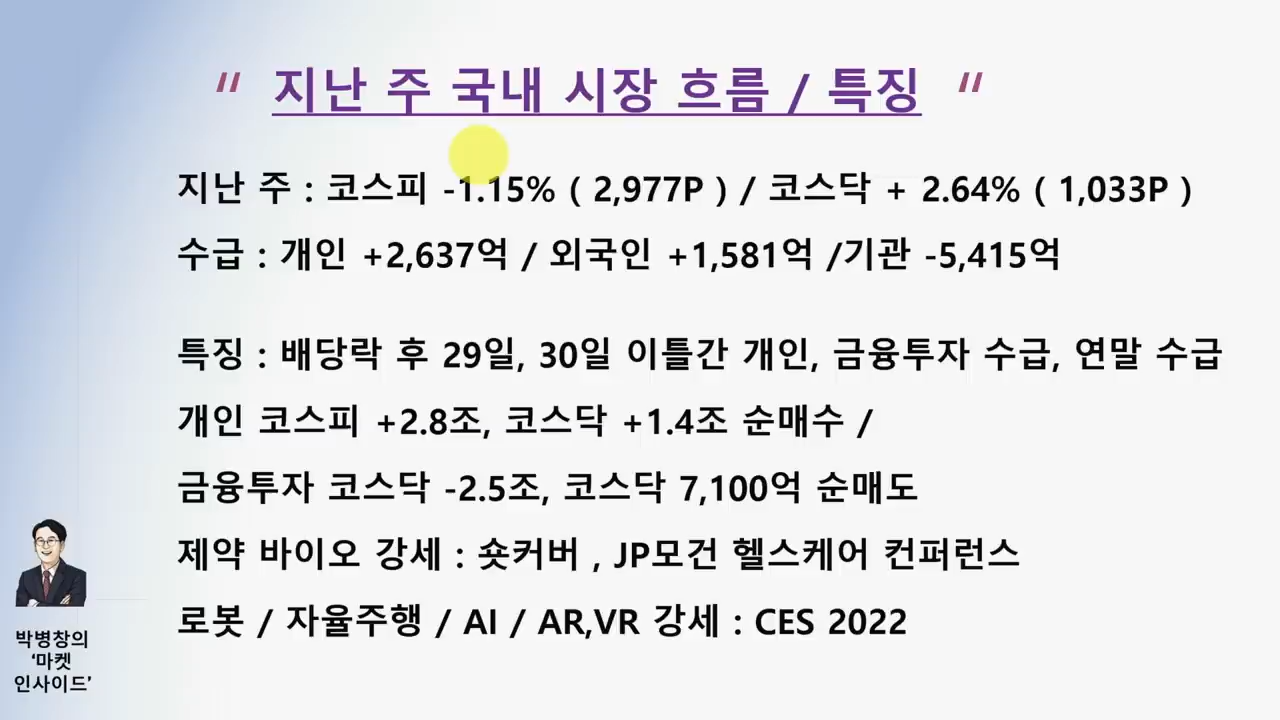 “ 지난 주 국내 시장 흐름 / 특징 “
지난 주 : 코스피 -1.15% ( 2,977P ) / 코스닥 + 2.64% ( 1,033P )
수급 : 개인 +2,637억 / 외국인 +1,581억 /기관 -5,415억
특징 : 배당락 후 29일, 30일 이틀간 개인, 금융투자 수급, 연말 수급
개인 코스피 +2.8조, 코스닥 +1.4조 순매수 /
금융투자 코스닥 -2.5조, 코스닥 7,100억 순매도
제약 바이오 강세 : 숏커버 , JP모건 헬스케어 컨퍼런스
로봇 / 자율주행 / AI / AR,VR 강세 : CES 2022
박병창의
‘마켓
인사이드’